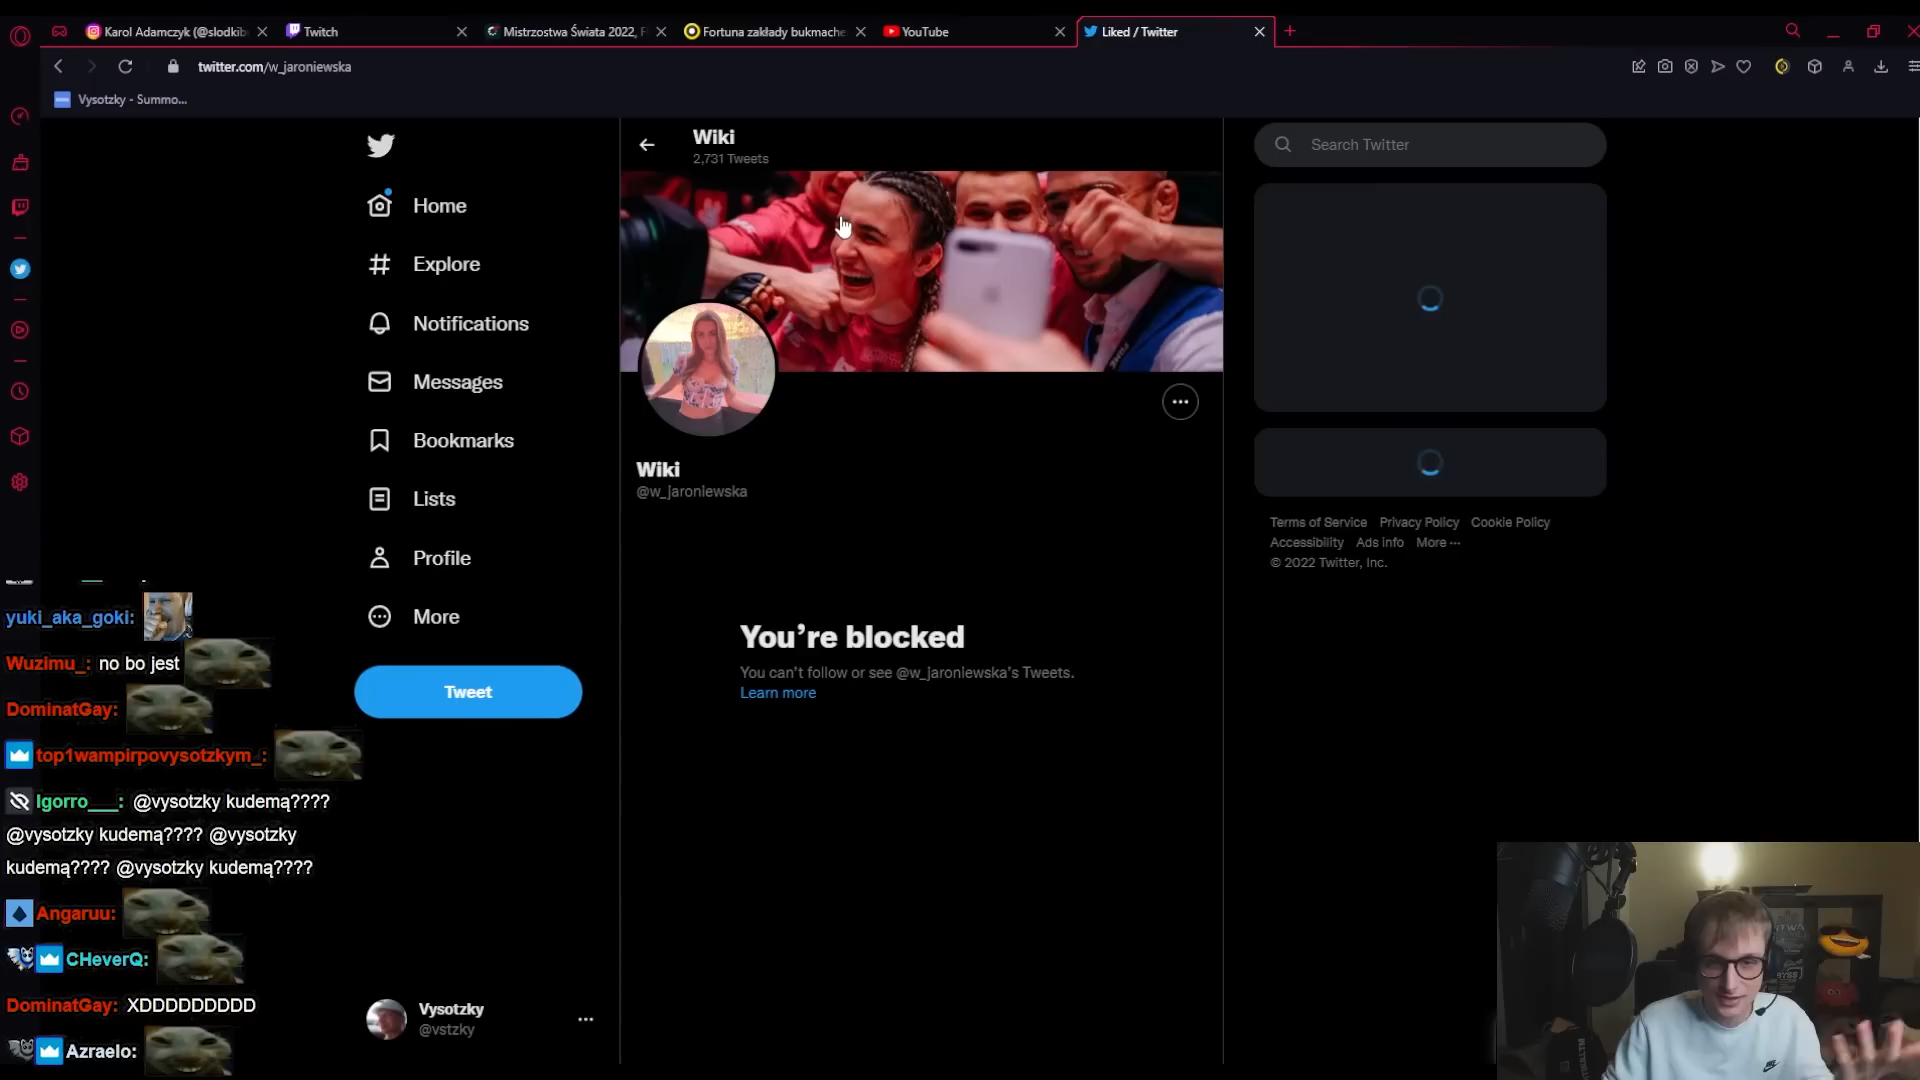 Karol Adamczyk (@slodkib
Twitch
Mistrzostwa Świata 2022, F
Fortuna zakłady bukmache
YouTube
Liked / Twitter
twitter.com/w_jaroniewska
Vysotzky - Summo...
Wiki
2,731 Tweets
Search Twitter
Home
Explore
Notifications
Messages
Bookmarks
Lists
Profile
More
Tweet
Wiki
@w_jaroniewska
You're blocked
You can't follow or see @w_jaroniewska's Tweets.
Learn more
Terms of Service Privacy Policy Cookie Policy
Accessibility Ads info More ...
© 2022 Twitter, Inc.
yuki_aka_goki:
Wuzimu_: no bo jest
DominatGay:
top1wampirpovysotzkym_:
Igorro___: @vysotzky kudemą????
@vysotzky kudemą???? @vysotzky
kudemą???? @vysotzky kudemą????
Angaruu:
CHeverQ:
DominatGay: XDDDDDDDDD
Azraelo:
Vysotzky
@vstzky